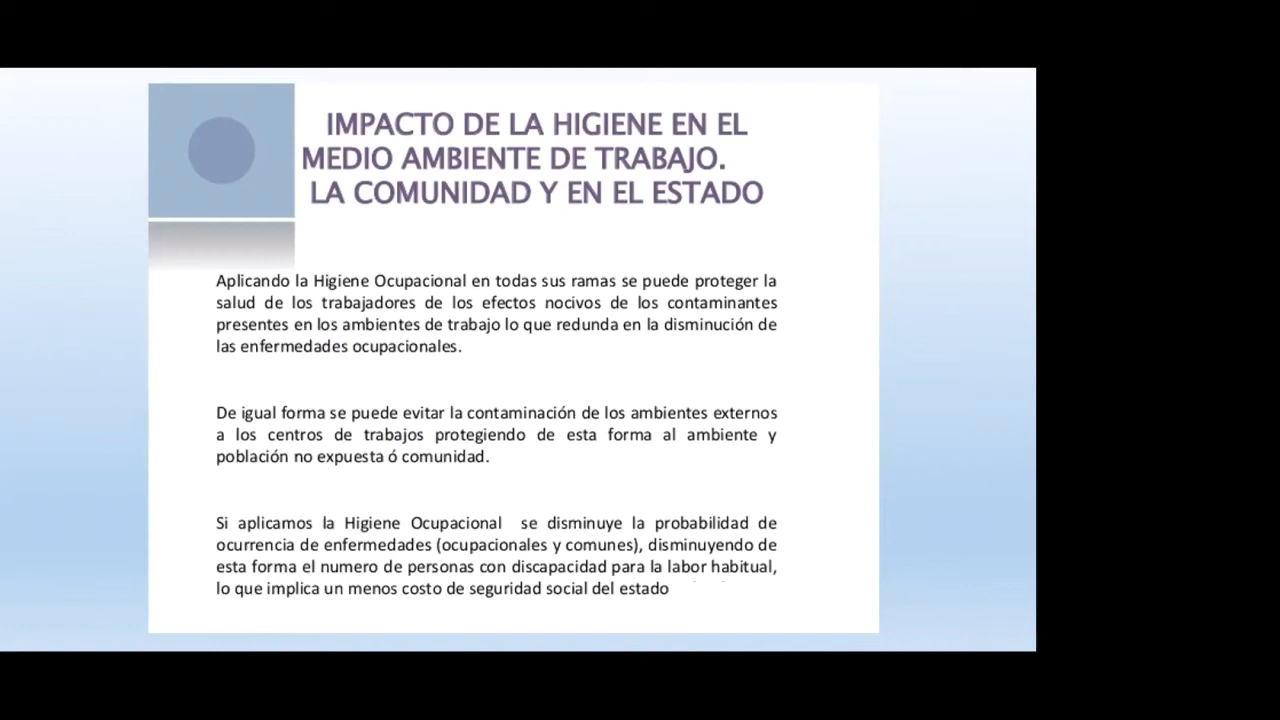 IMPACTO DE LA HIGIENE EN EL
MEDIO AMBIENTE DE TRABAJO.
LA COMUNIDAD Y EN EL ESTADO
Aplicando la Higiene Ocupacional en todas sus ramas se puede proteger la
salud de los trabajadores de los efectos nocivos de los contaminantes
presentes en los ambientes de trabajo lo que redunda en la disminución de
las enfermedades ocupacionales.
De igual forma se puede evitar la contaminación de los ambientes externos
a los centros de trabajos protegiendo de esta forma al ambiente y
población no expuesta ó comunidad.
Si aplicamos la Higiene Ocupacional se disminuye la probabilidad de
ocurrencia de enfermedades (ocupacionales y comunes), disminuyendo de
esta forma el numero de personas con discapacidad para la labor habitual,
lo que implica un menos costo de seguridad social del estado